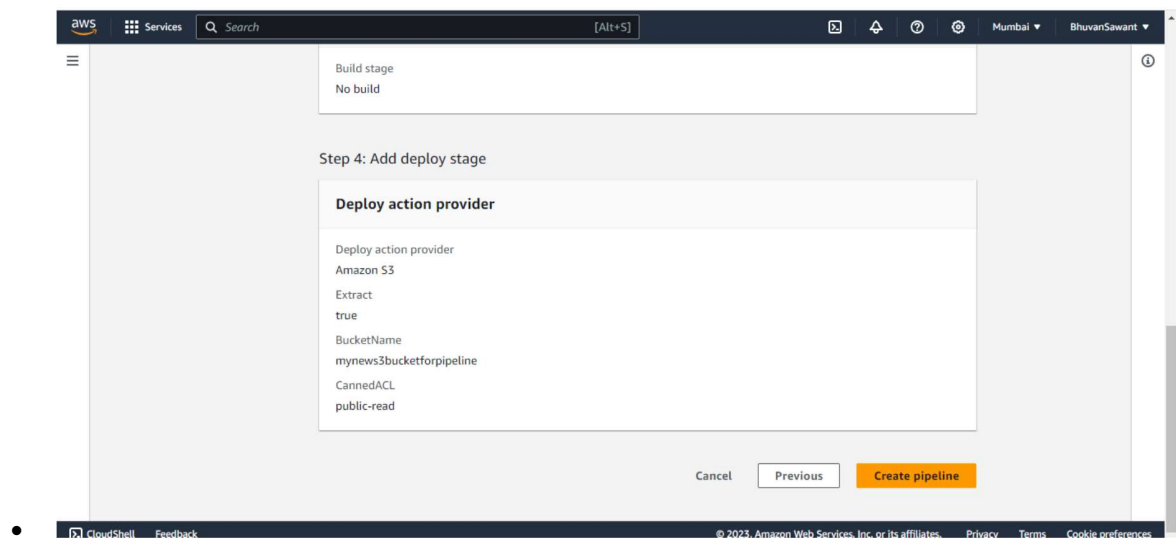 aws
Services
Search
[Alt+S]
Mumbai
BhuvanSawant
Build stage
No build
Step 4: Add deploy stage
Deploy action provider
Deploy action provider
Amazon S3
Extract
true
BucketName
mynews3bucketforpipeline
CannedACL
public-read
Cancel
Previous
Create pipeline
CloudShell
Feedback
© 2023, Amazon Web Services, Inc. or its affiliates.
Privacy
Terms
Cookie preferences